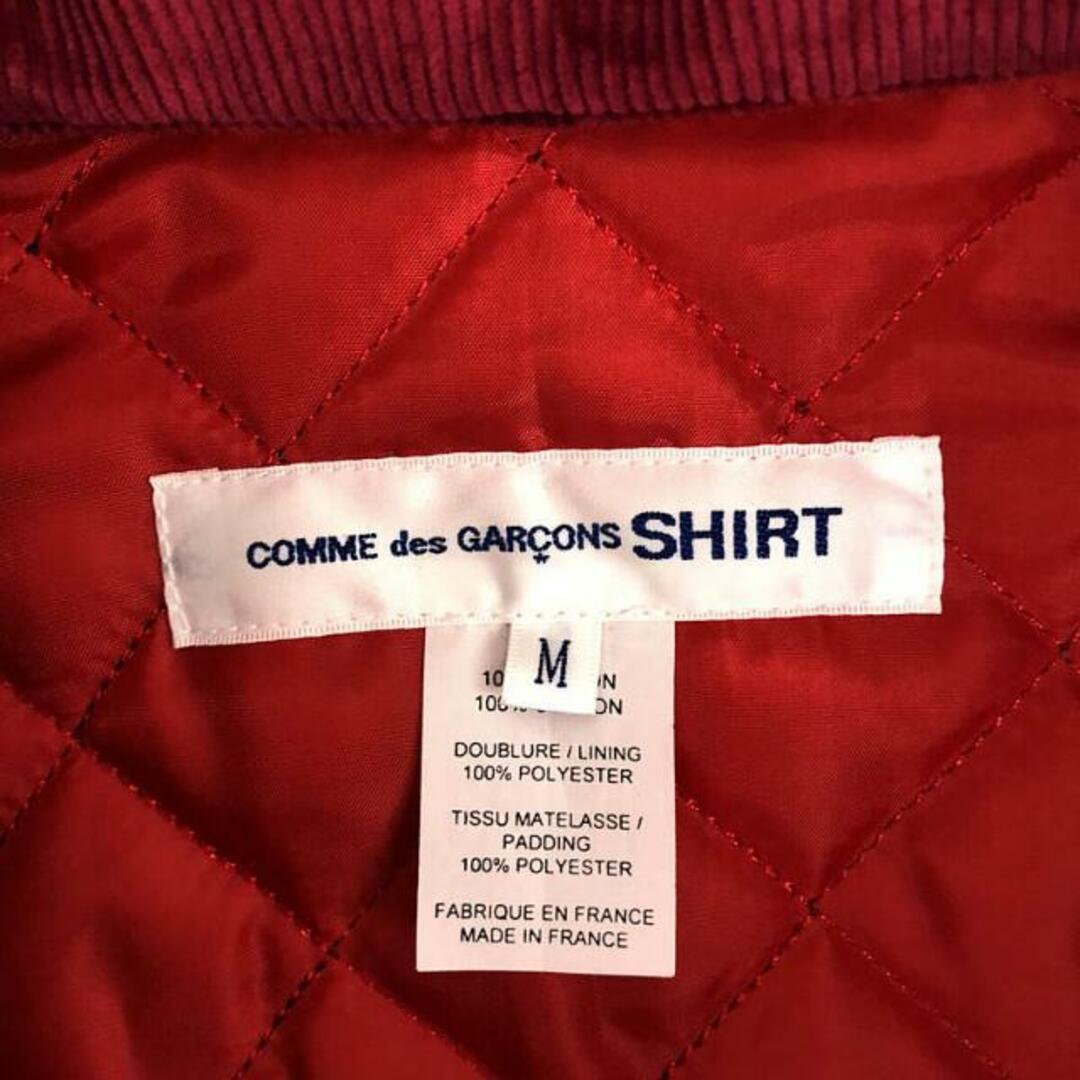 COMME des GARÇONS SHIRT
M
DOUBLURE / LINING
100% POLYESTER
TISSU MATELASSE /
PADDING
100% POLYESTER
FABRIQUE EN FRANCE
MADE IN FRANCE